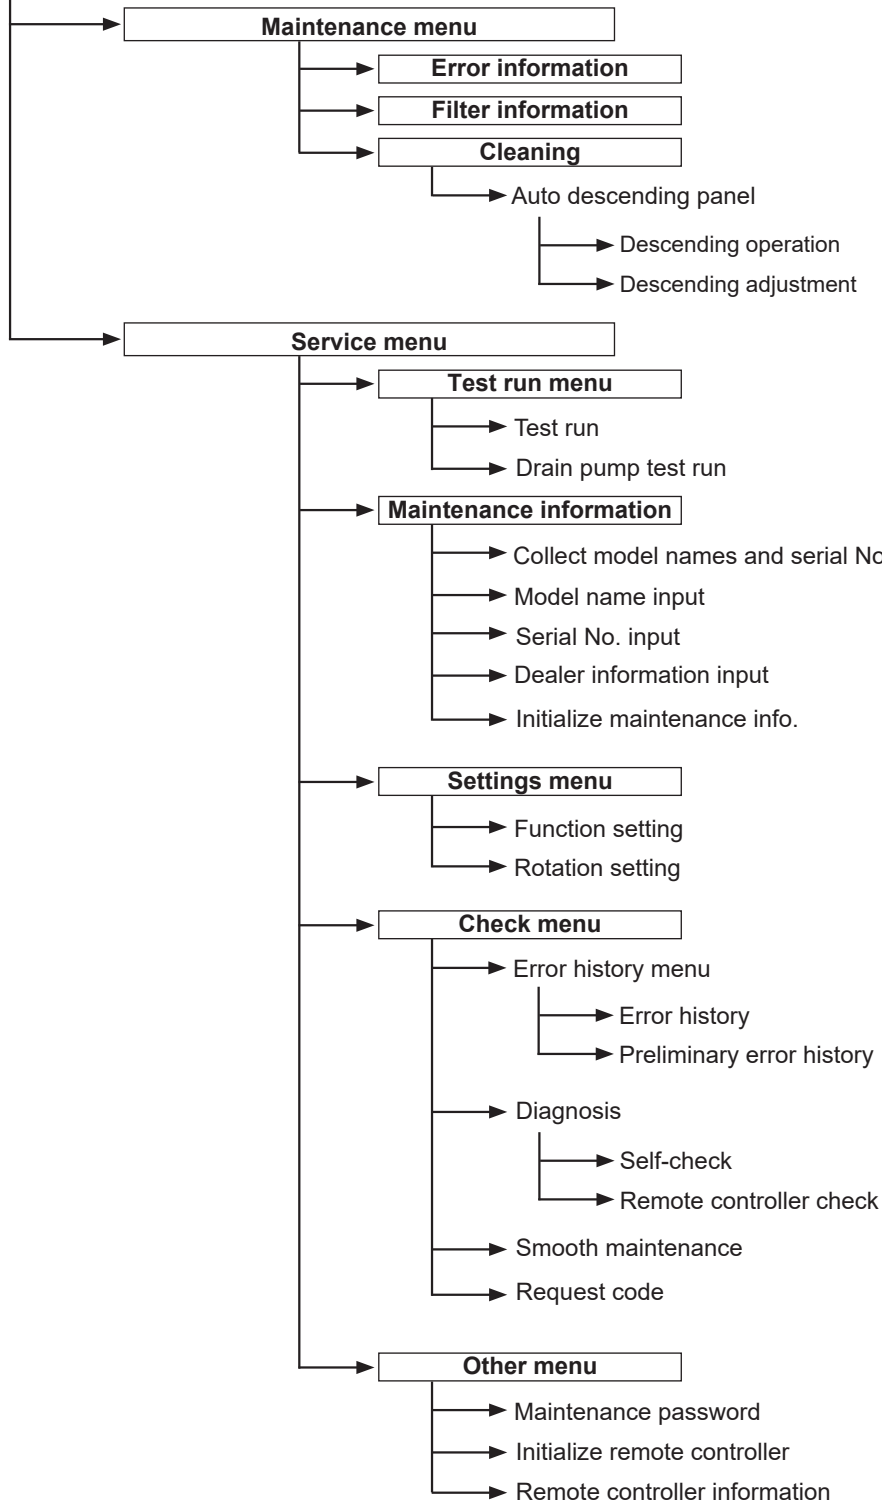 Maintenance menu
Error information
Filter information
Cleaning
Auto descending panel
Descending operation
Descending adjustment
Service menu
Test run menu
Test run
Drain pump test run
Maintenance information
Collect model names and serial No
Model name input
Serial No. input
Dealer information input
Initialize maintenance info.
Settings menu
Function setting
Rotation setting
Check menu
Error history menu
Error history
Preliminary error history
Diagnosis
Self-check
Remote controller check
Smooth maintenance
Request code
Other menu
Maintenance password
Initialize remote controller
Remote controller information